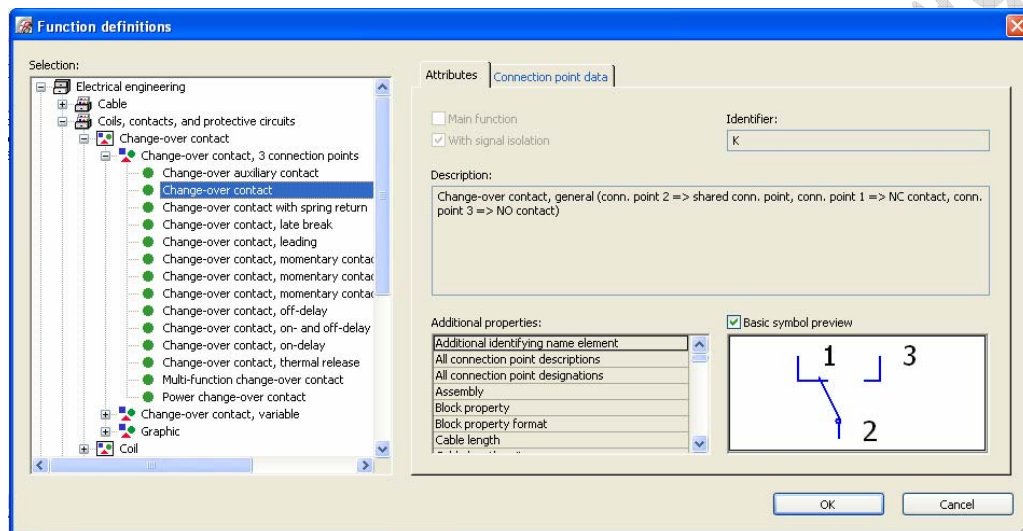 Function definitions
Selection:
Electrical engineering
Cable
Coils, contacts, and protective circuits
Change-over contact
Change-over contact, 3 connection points
Change-over auxiliary contact
Change-over contact
Change-over contact with spring return
Change-over contact, late break
Change-over contact, leading
Change-over contact, momentary contac
Change-over contact, momentary contac
Change-over contact, momentary contac
Change-over contact, off-delay
Change-over contact, on- and off-delay
Change-over contact, on-delay
Change-over contact, thermal release
Multi-function change-over contact
Power change-over contact
Change-over contact, variable
Graphic
Coil
Attributes
Connection point data
Main function
With signal isolation
Identifier:
K
Description:
Change-over contact, general (conn. point 2 => shared conn. point, conn. point 1 => NC contact, conn.
point 3 => NO contact)
Additional properties:
Additional identifying name element
All connection point descriptions
All connection point designations
Assembly
Block property
Block property format
Cable length
Basic symbol preview
1 3
2
OK
Cancel